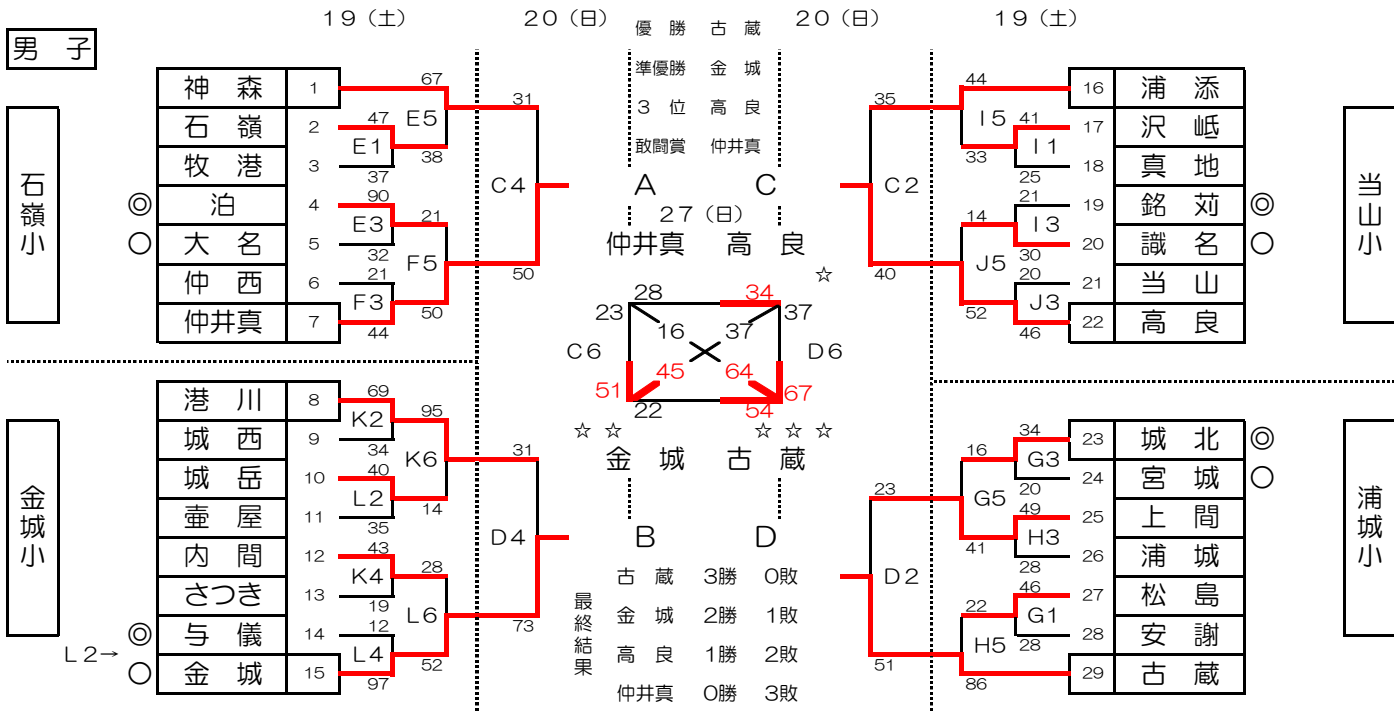 19（土）
20（日）
20（日）
19（土）
男 子
優 勝 古 蔵
準優勝 金 城
3 位 高 良
敢闘賞 仲井真
石嶺小
神 森 1
石 嶺 2
牧 港 3
◎ 泊 4
○ 大 名 5
仲 西 6
仲井真 7
67
47
E5
E1
38
37
90
E3
21
32
F5
21
F3
50
44
31
C4
50
金城小
港 川 8
城 西 9
城 岳 10
壷 屋 11
内 間 12
さつき 13
◎ 与 儀 14
L2→
○ 金 城 15
69
K2
95
34
K6
40
L2
14
35
43
K4
28
19
L6
12
L4
52
97
31
D4
73
A C
27（日）
仲井真 高 良
☆
28 34
23 37
16 37
C6 D6
45 64
51 67
22 54
☆ ☆ ☆ ☆ ☆
金 城 古 蔵
B D
最終結果
古 蔵 3勝 0敗
金 城 2勝 1敗
高 良 1勝 2敗
仲井真 0勝 3敗
35
C2
40
44
I5
41
I1
33
25
21
14
I3
30
J5
20
J3
52
46
16 浦 添
17 沢 岻
18 真 地
19 銘 苅 ◎
20 識 名 ○
21 当 山
22 高 良
当山小
23
D2
51
34
16
G3
20
G5
49
H3
41
28
46
22
G1
28
H5
86
23 城 北 ◎
24 宮 城 ○
25 上 間
26 浦 城
27 松 島
28 安 謝
29 古 蔵
浦城小